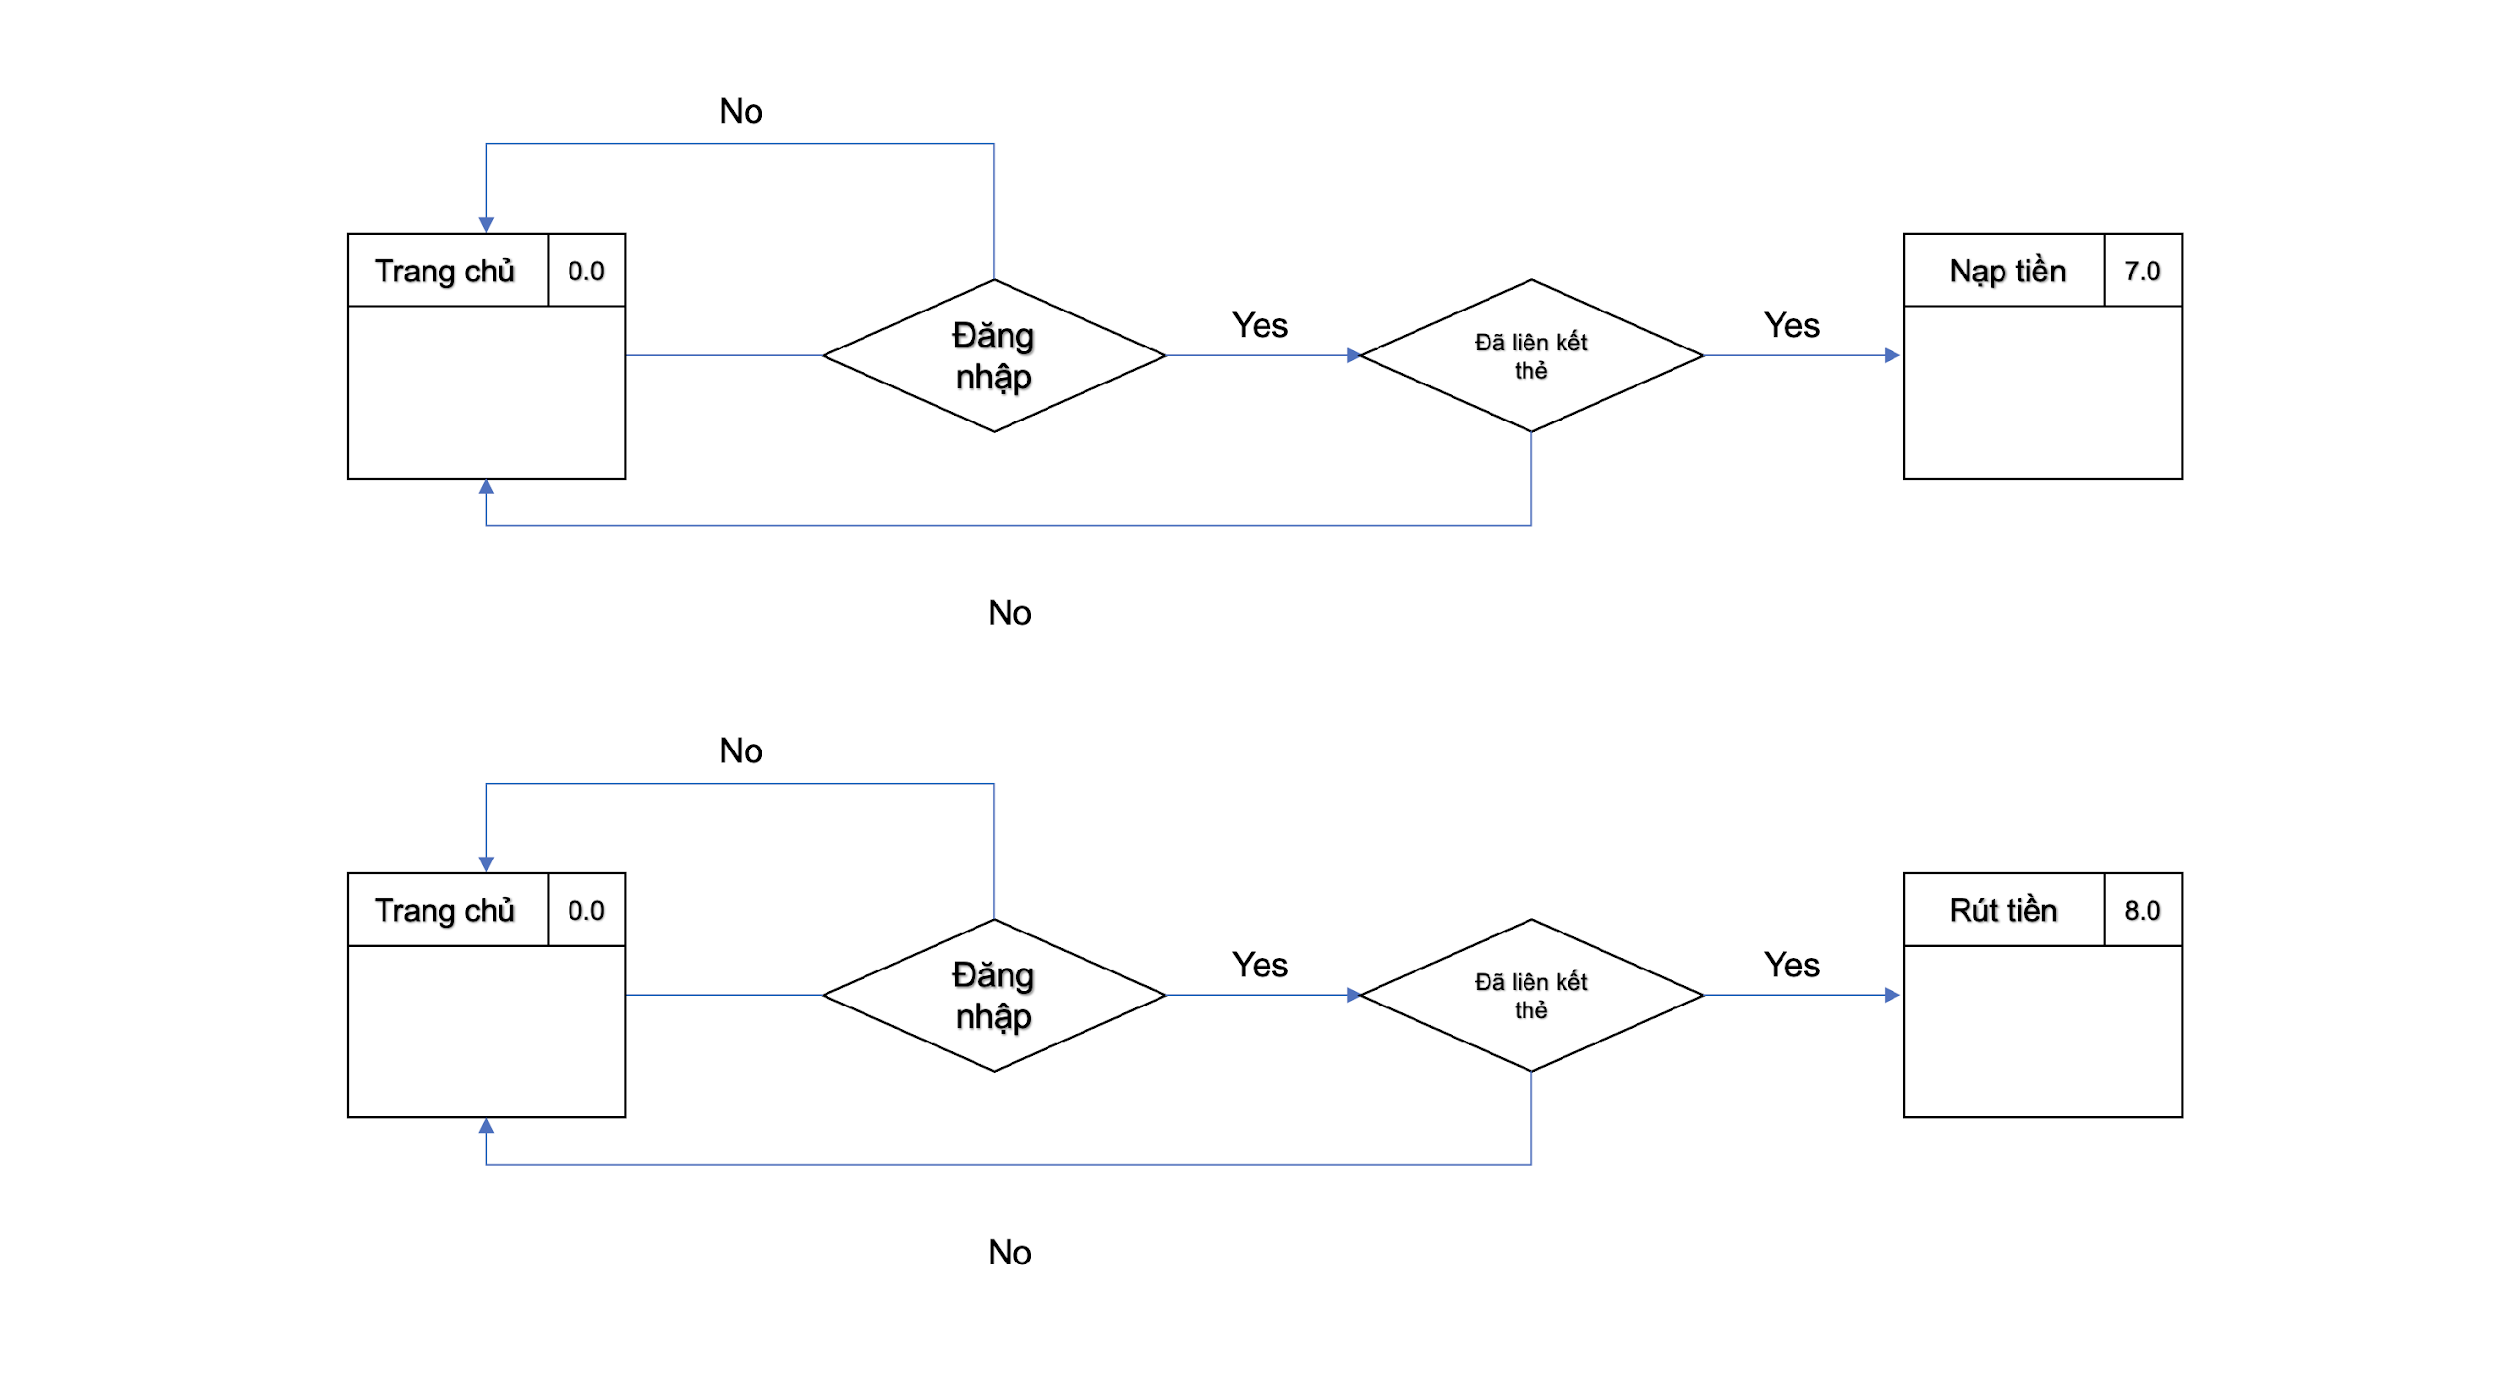 No
Trang chủ 0.0
Nạp tiền 7.0
Đăng
nhập
Yes
Đã liên kết
thẻ
Yes
No
No
Trang chủ 0.0
Rút tiền 8.0
Đăng
nhập
Yes
Đã liên kết
thẻ
Yes
No